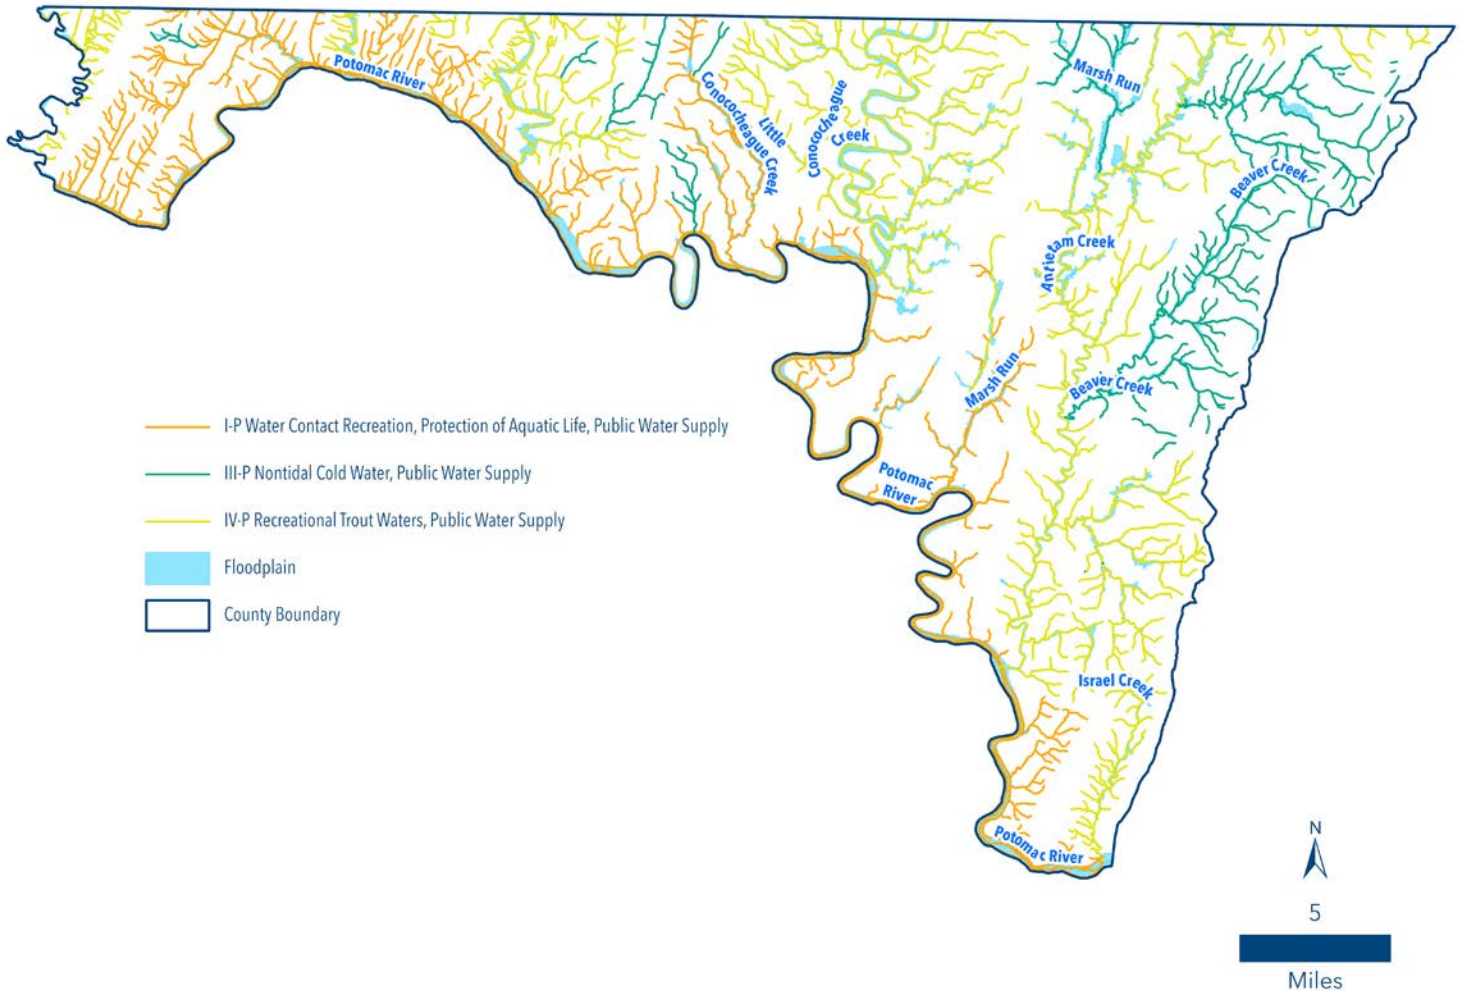 Potomac River
Conococheague Creek
Little
Conococheague
Creek
Marsh Run
Beaver Creek
Antietam Creek
Marsh Run
Beaver Creek
I-P Water Contact Recreation, Protection of Aquatic Life, Public Water Supply
III-P Nontidal Cold Water, Public Water Supply
Potomac
River
IV-P Recreational Trout Waters, Public Water Supply
Floodplain
County Boundary
Israel Creek
Potomac River
N
5
Miles